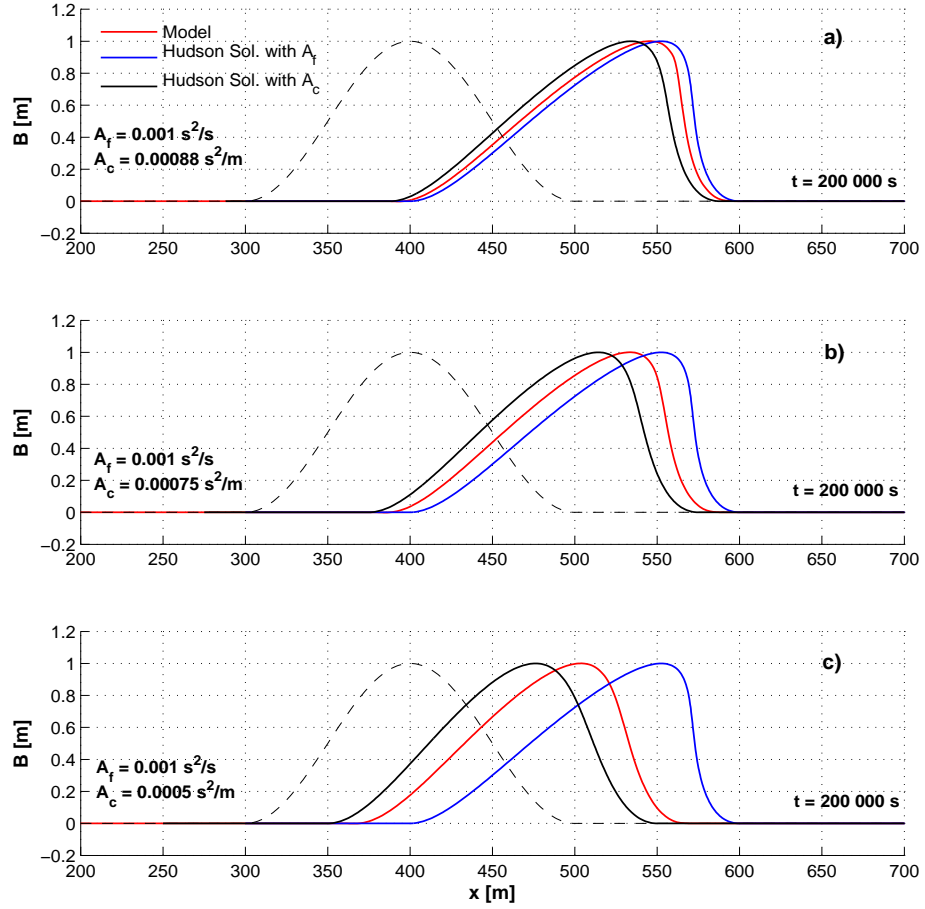 1.2
1
0.8
0.6
0.4
0.2
0
−0.2
B [m]
Model
Hudson Sol. with A_f
Hudson Sol. with A_c
a)
A_f = 0.001 s²/s
A_c = 0.00088 s²/m
t = 200 000 s
200 250 300 350 400 450 500 550 600 650 700
1.2
1
0.8
0.6
0.4
0.2
0
−0.2
B [m]
b)
A_f = 0.001 s²/s
A_c = 0.00075 s²/m
t = 200 000 s
200 250 300 350 400 450 500 550 600 650 700
1.2
1
0.8
0.6
0.4
0.2
0
−0.2
B [m]
c)
A_f = 0.001 s²/s
A_c = 0.0005 s²/m
t = 200 000 s
200 250 300 350 400 450 500 550 600 650 700
x [m]